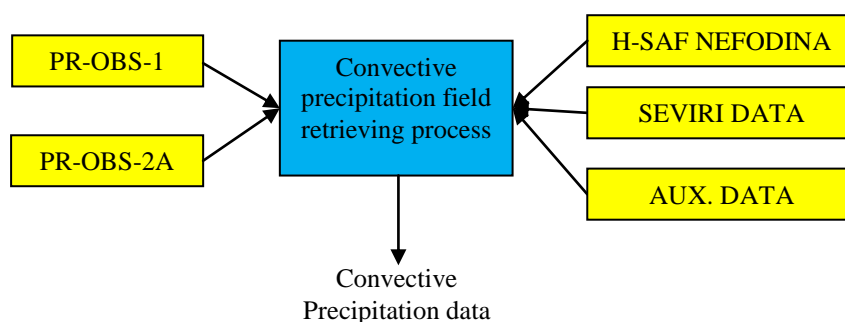 PR-OBS-1
PR-OBS-2A
Convective
precipitation field
retrieving process
H-SAF NEFODINA
SEVIRI DATA
AUX. DATA
Convective
Precipitation data